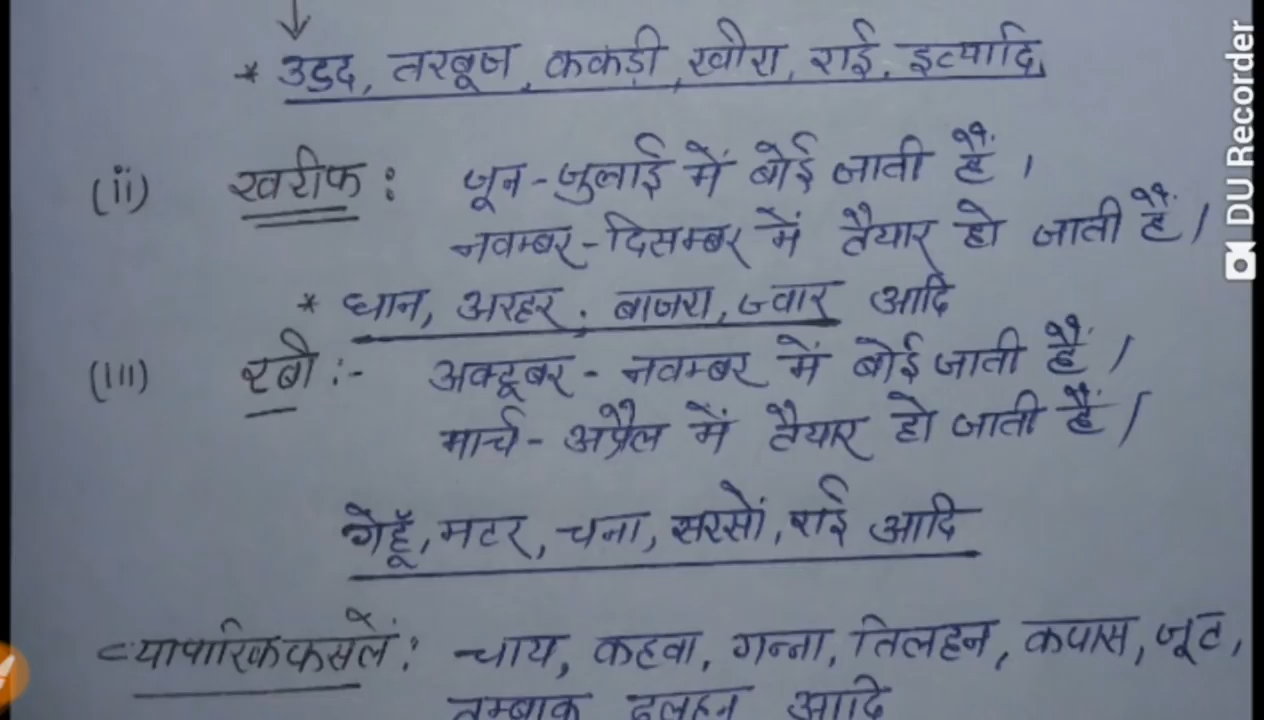 * उडुद, तरबूज, ककड़ी, खीरा, राई, इत्यादि,
(ii) खरीफ : जून-जुलाई में बोई जाती हैं ।
नवम्बर-दिसम्बर में तैयार हो जाती हैं ।
* धान, अरहर, बाजरा, ज्वार आदि
(iii) रबी :- अक्टूबर - नवम्बर में बोई जाती हैं ।
मार्च - अप्रैल में तैयार हो जाती हैं ।
गेहूँ, मटर, चना, सरसों, राई आदि
व्यापारिक फसलें : चाय, कहवा, गन्ना, तिलहन, कपास, जूट,
तम्बाकू दलहन आदि
DU Recorder